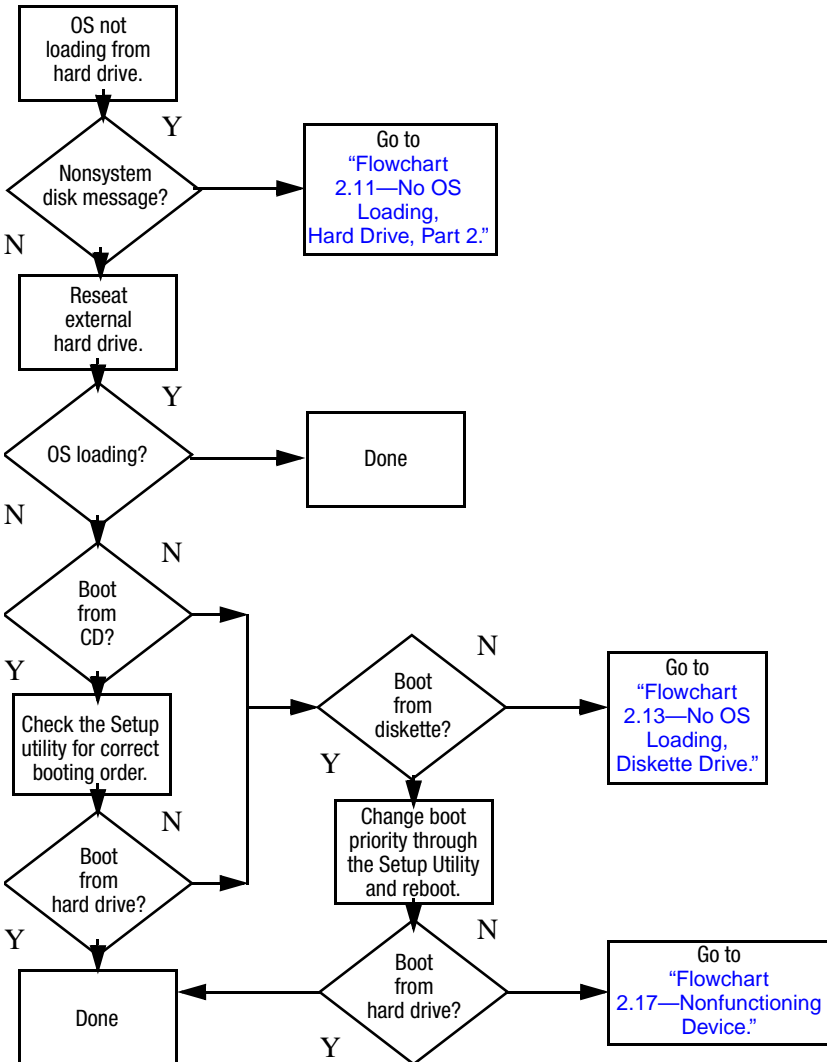 OS not
loading from
hard drive.
Y
Nonsystem
disk message?
Go to
“Flowchart
2.11—No OS
Loading,
Hard Drive, Part 2.”
N
Reseat
external
hard drive.
Y
OS loading?
Done
N
N
Boot
from
CD?
Y
Check the Setup
utility for correct
booting order.
N
Boot
from
hard drive?
Y
Done
N
Boot
from
diskette?
Go to
“Flowchart
2.13—No OS
Loading,
Diskette Drive.”
Y
Change boot
priority through
the Setup Utility
and reboot.
N
Boot
from
hard drive?
Y
Go to
“Flowchart
2.17—Nonfunctioning
Device.”